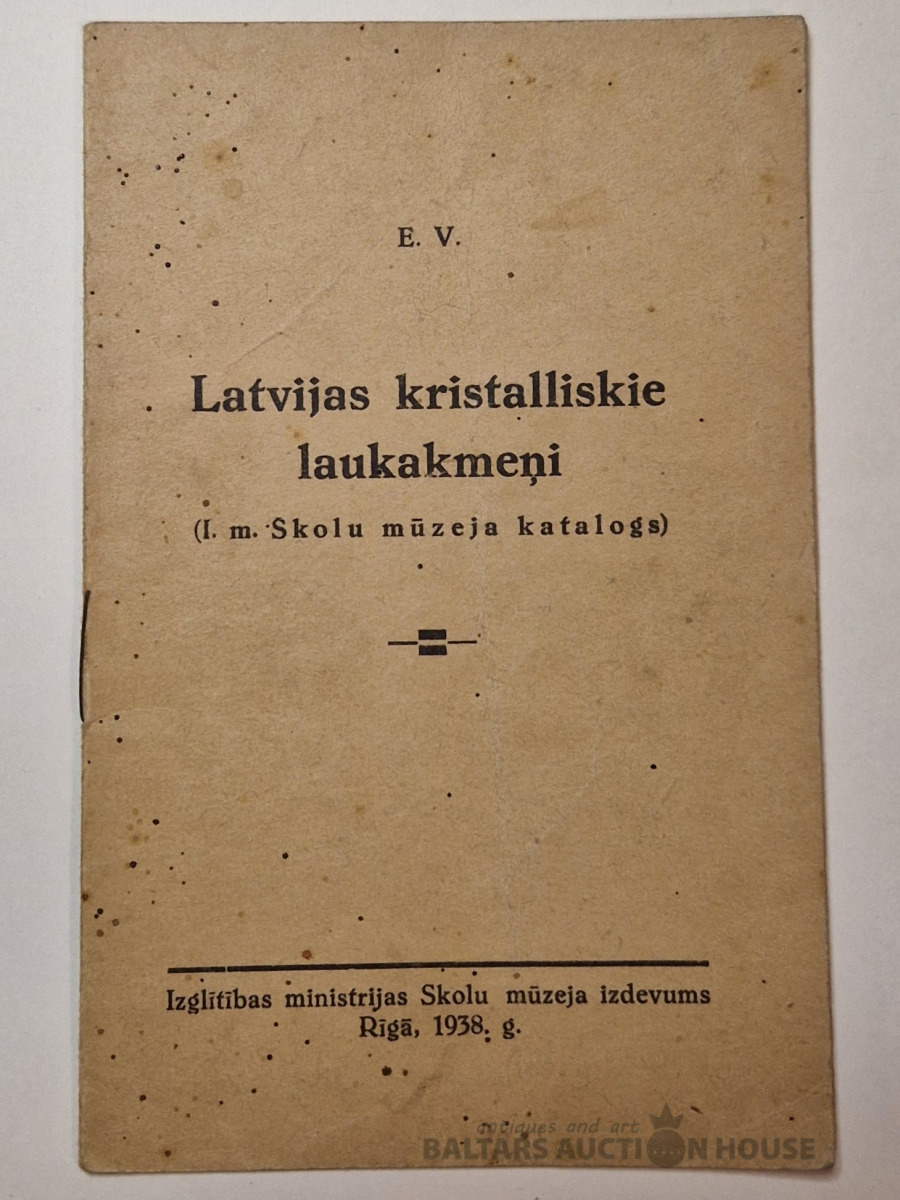 E. V.
Latvijas kristalliskie
laukakmeņi
(I. m. Skolu mūzeja katalogs)
Izglītības ministrijas Skolu mūzeja izdevums
Rīgā, 1938. g.
antiques and art
BALTARS AUCTION HOUSE